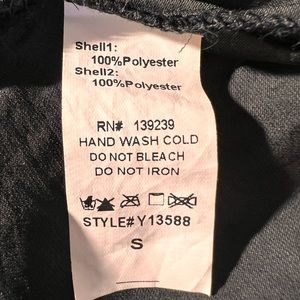 Shell1:
100%Polyester
Shell2:
100%Polyester
RN# 139239
HAND WASH COLD
DO NOT BLEACH
DO NOT IRON
STYLE#Y13588
S